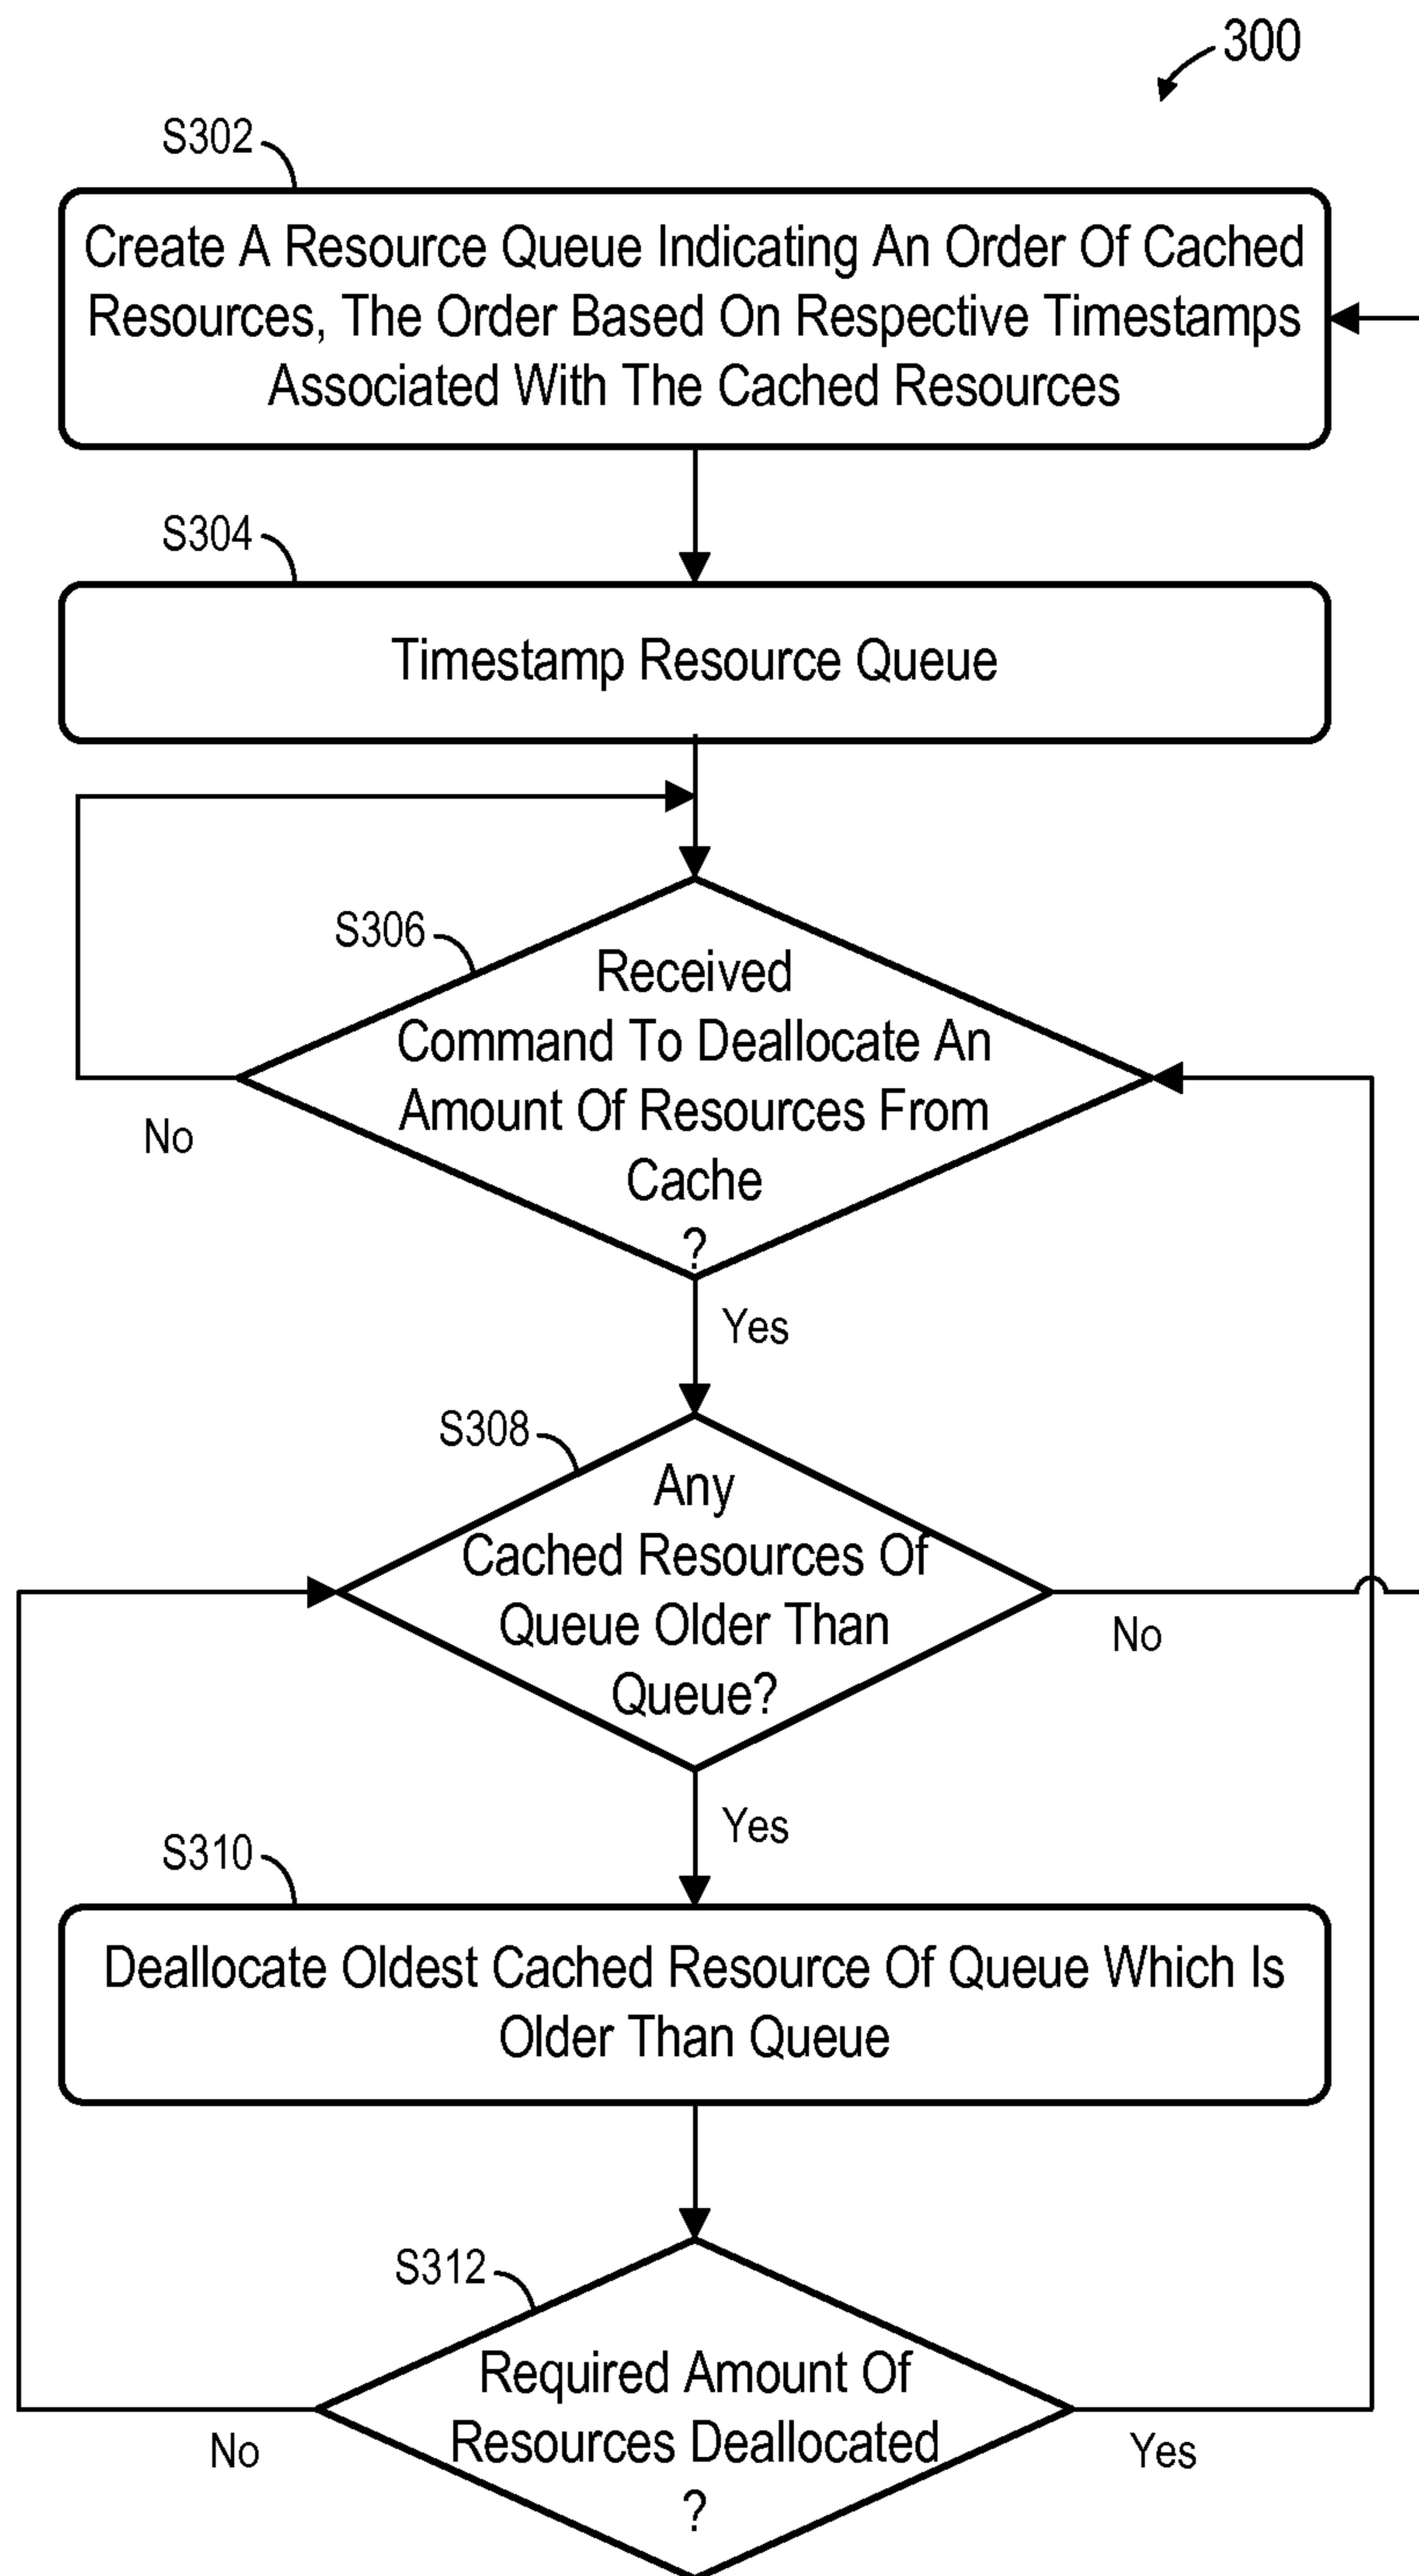 300
S302
Create A Resource Queue Indicating An Order Of Cached
Resources, The Order Based On Respective Timestamps
Associated With The Cached Resources
S304
Timestamp Resource Queue
S306
Received
Command To Deallocate An
Amount Of Resources From
Cache
?
No
Yes
S308
Any
Cached Resources Of
Queue Older Than
Queue?
No
Yes
S310
Deallocate Oldest Cached Resource Of Queue Which Is
Older Than Queue
S312
Required Amount Of
Resources Deallocated
?
No
Yes